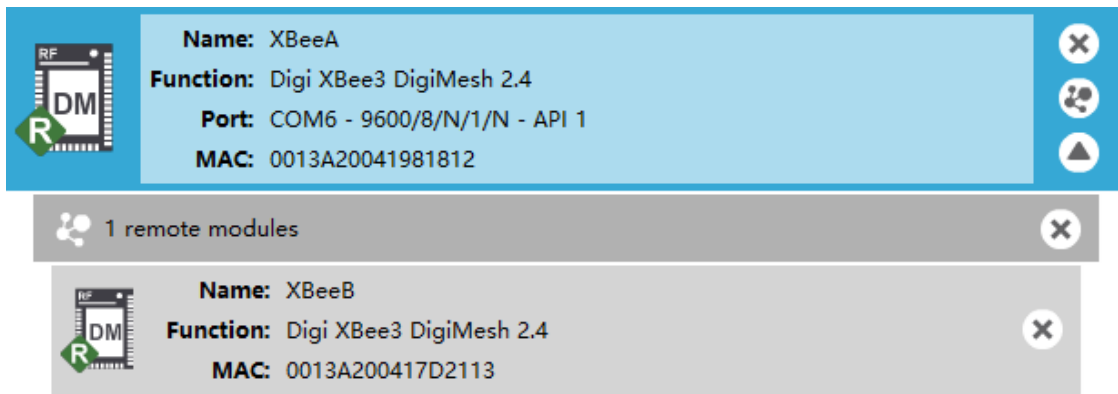 RF
DM
R
Name: XBeeA
Function: Digi XBee3 DigiMesh 2.4
Port: COM6 - 9600/8/N/1/N - API 1
MAC: 0013A20041981812
1 remote modules
RF
DM
R
Name: XBeeB
Function: Digi XBee3 DigiMesh 2.4
MAC: 0013A200417D2113